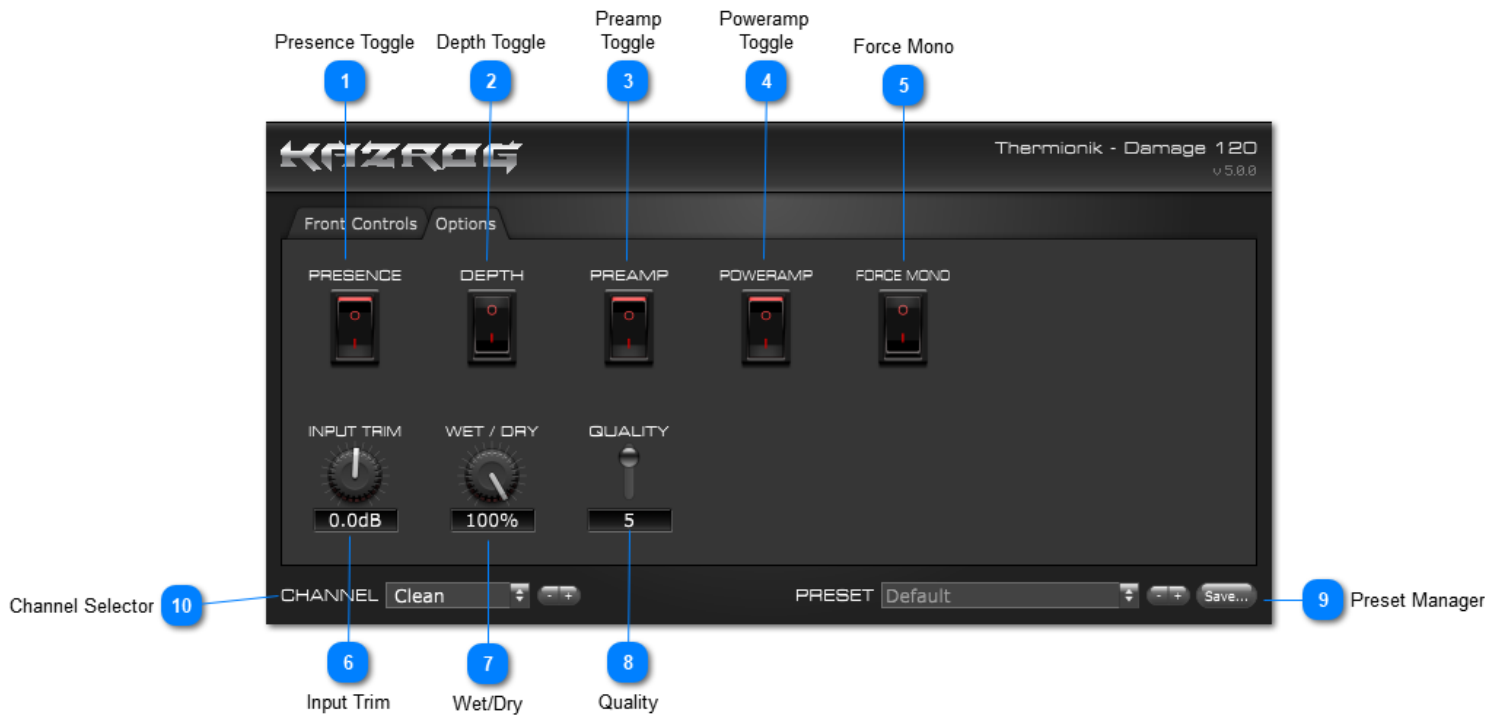 Presence Toggle
Depth Toggle
Preamp
Toggle
Poweramp
Toggle
Force Mono
1
2
3
4
5
KAZROG
Thermionik - Damage 120
v 5.0.0
Front Controls
Options
PRESENCE
DEPTH
PREAMP
POWERAMP
FORCE MONO
INPUT TRIM
WET / DRY
QUALITY
0.0dB
100%
5
Channel Selector
10
CHANNEL
Clean
- +
PRESET
Default
- +
Save...
9
Preset Manager
6
7
8
Input Trim
Wet/Dry
Quality